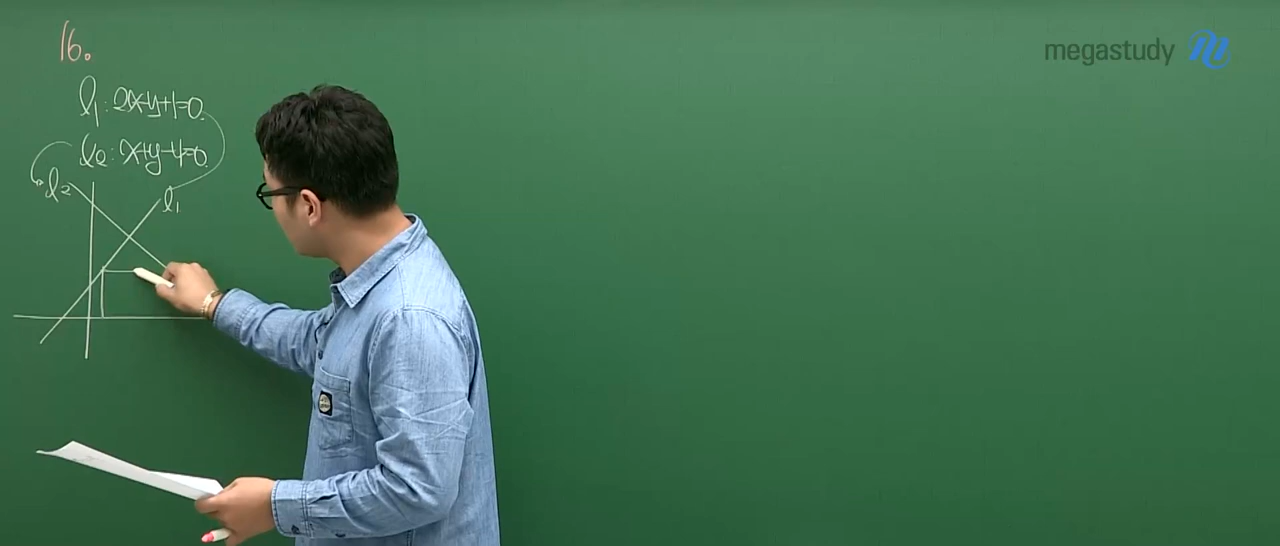 16.
l₁: 2x-y+1=0.
l₂: x+y-4=0.
l₂
l₁
megastudy